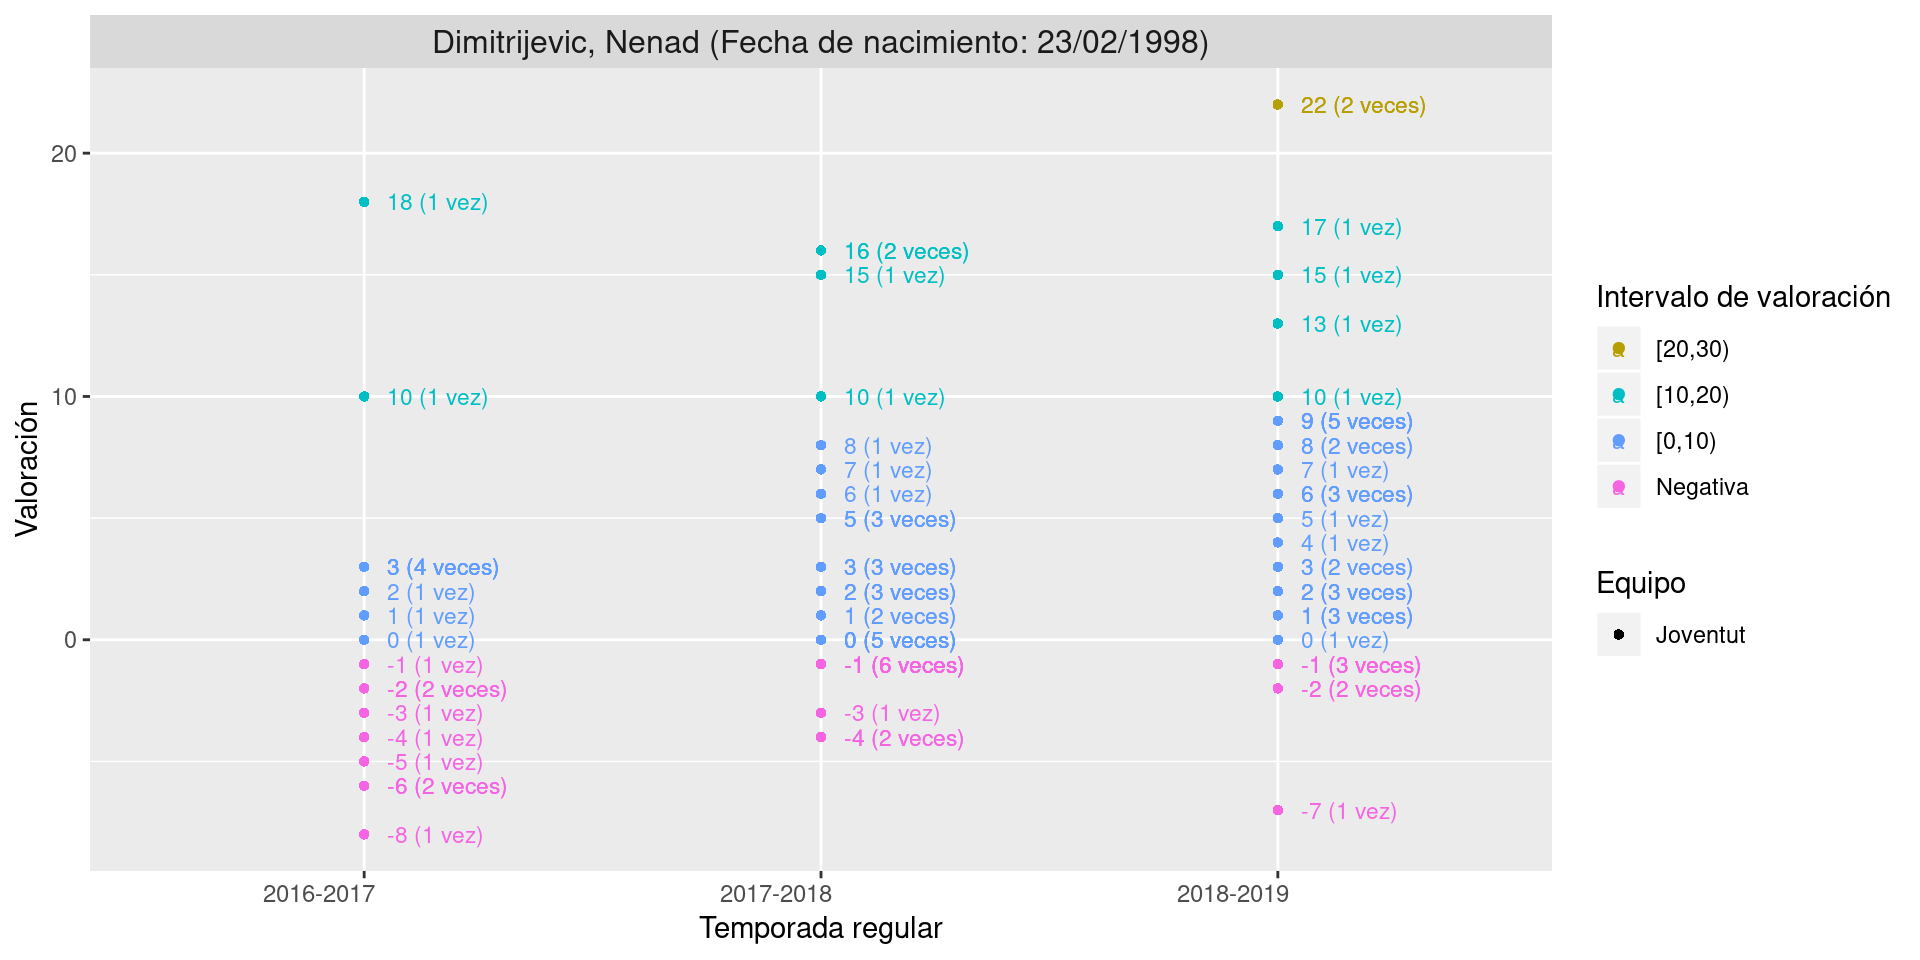 Dimitrijevic, Nenad (Fecha de nacimiento: 23/02/1998)
Valoración
20
10
0
18 (1 vez)
10 (1 vez)
3 (4 veces)
2 (1 vez)
1 (1 vez)
0 (1 vez)
-1 (1 vez)
-2 (2 veces)
-3 (1 vez)
-4 (1 vez)
-5 (1 vez)
-6 (2 veces)
-8 (1 vez)
16 (2 veces)
15 (1 vez)
10 (1 vez)
8 (1 vez)
7 (1 vez)
6 (1 vez)
5 (3 veces)
3 (3 veces)
2 (3 veces)
1 (2 veces)
0 (5 veces)
-1 (6 veces)
-3 (1 vez)
-4 (2 veces)
22 (2 veces)
17 (1 vez)
15 (1 vez)
13 (1 vez)
10 (1 vez)
9 (5 veces)
8 (2 veces)
7 (1 vez)
6 (3 veces)
5 (1 vez)
4 (1 vez)
3 (2 veces)
2 (3 veces)
1 (3 veces)
0 (1 vez)
-1 (3 veces)
-2 (2 veces)
-7 (1 vez)
2016-2017
2017-2018
2018-2019
Temporada regular
Intervalo de valoración
[20,30)
[10,20)
[0,10)
Negativa
Equipo
Joventut